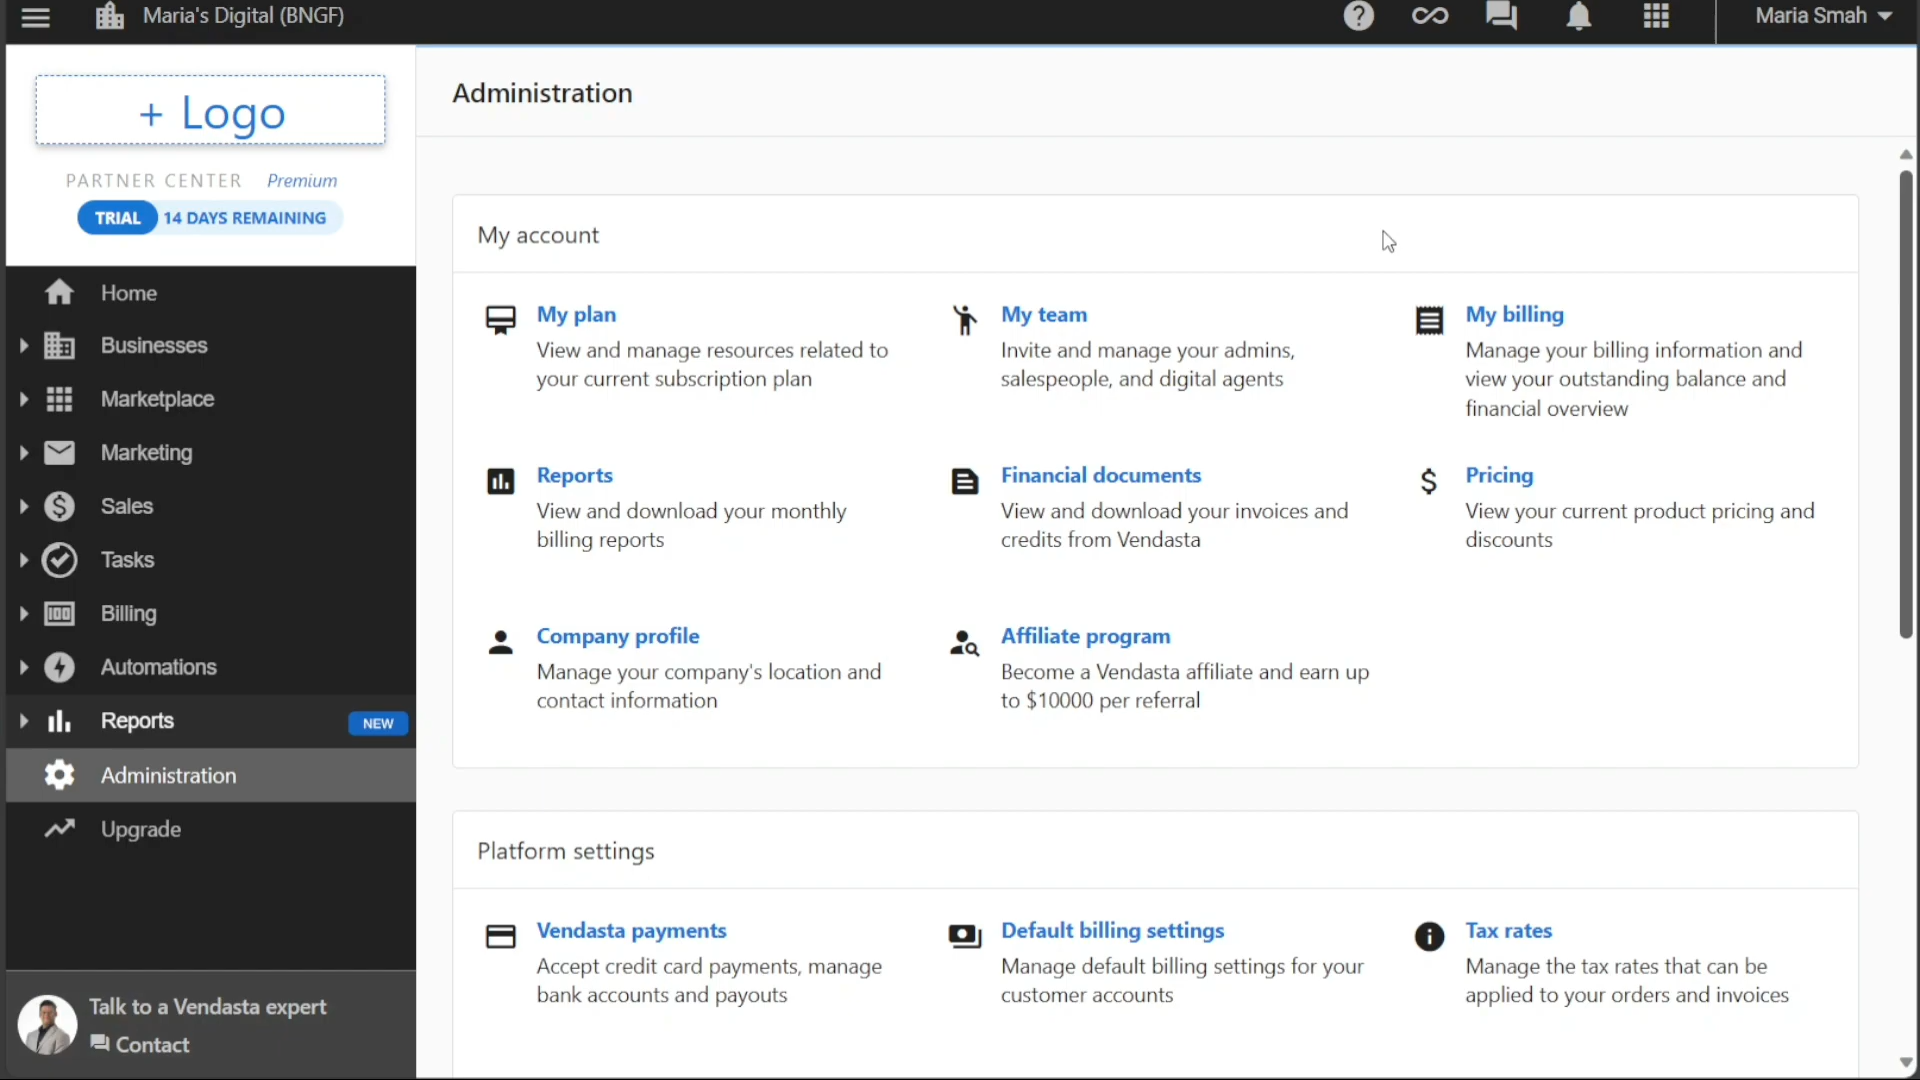 Maria's Digital (BNGF)
Maria Smah
+ Logo
PARTNER CENTER Premium
TRIAL 14 DAYS REMAINING
Home
Businesses
Marketplace
Marketing
Sales
Tasks
Billing
Automations
Reports NEW
Administration
Upgrade
Talk to a Vendasta expert
Contact
Administration
My account
My plan
View and manage resources related to
your current subscription plan
My team
Invite and manage your admins,
salespeople, and digital agents
My billing
Manage your billing information and
view your outstanding balance and
financial overview
Reports
View and download your monthly
billing reports
Financial documents
View and download your invoices and
credits from Vendasta
Pricing
View your current product pricing and
discounts
Company profile
Manage your company's location and
contact information
Affiliate program
Become a Vendasta affiliate and earn up
to $10000 per referral
Platform settings
Vendasta payments
Accept credit card payments, manage
bank accounts and payouts
Default billing settings
Manage default billing settings for your
customer accounts
Tax rates
Manage the tax rates that can be
applied to your orders and invoices